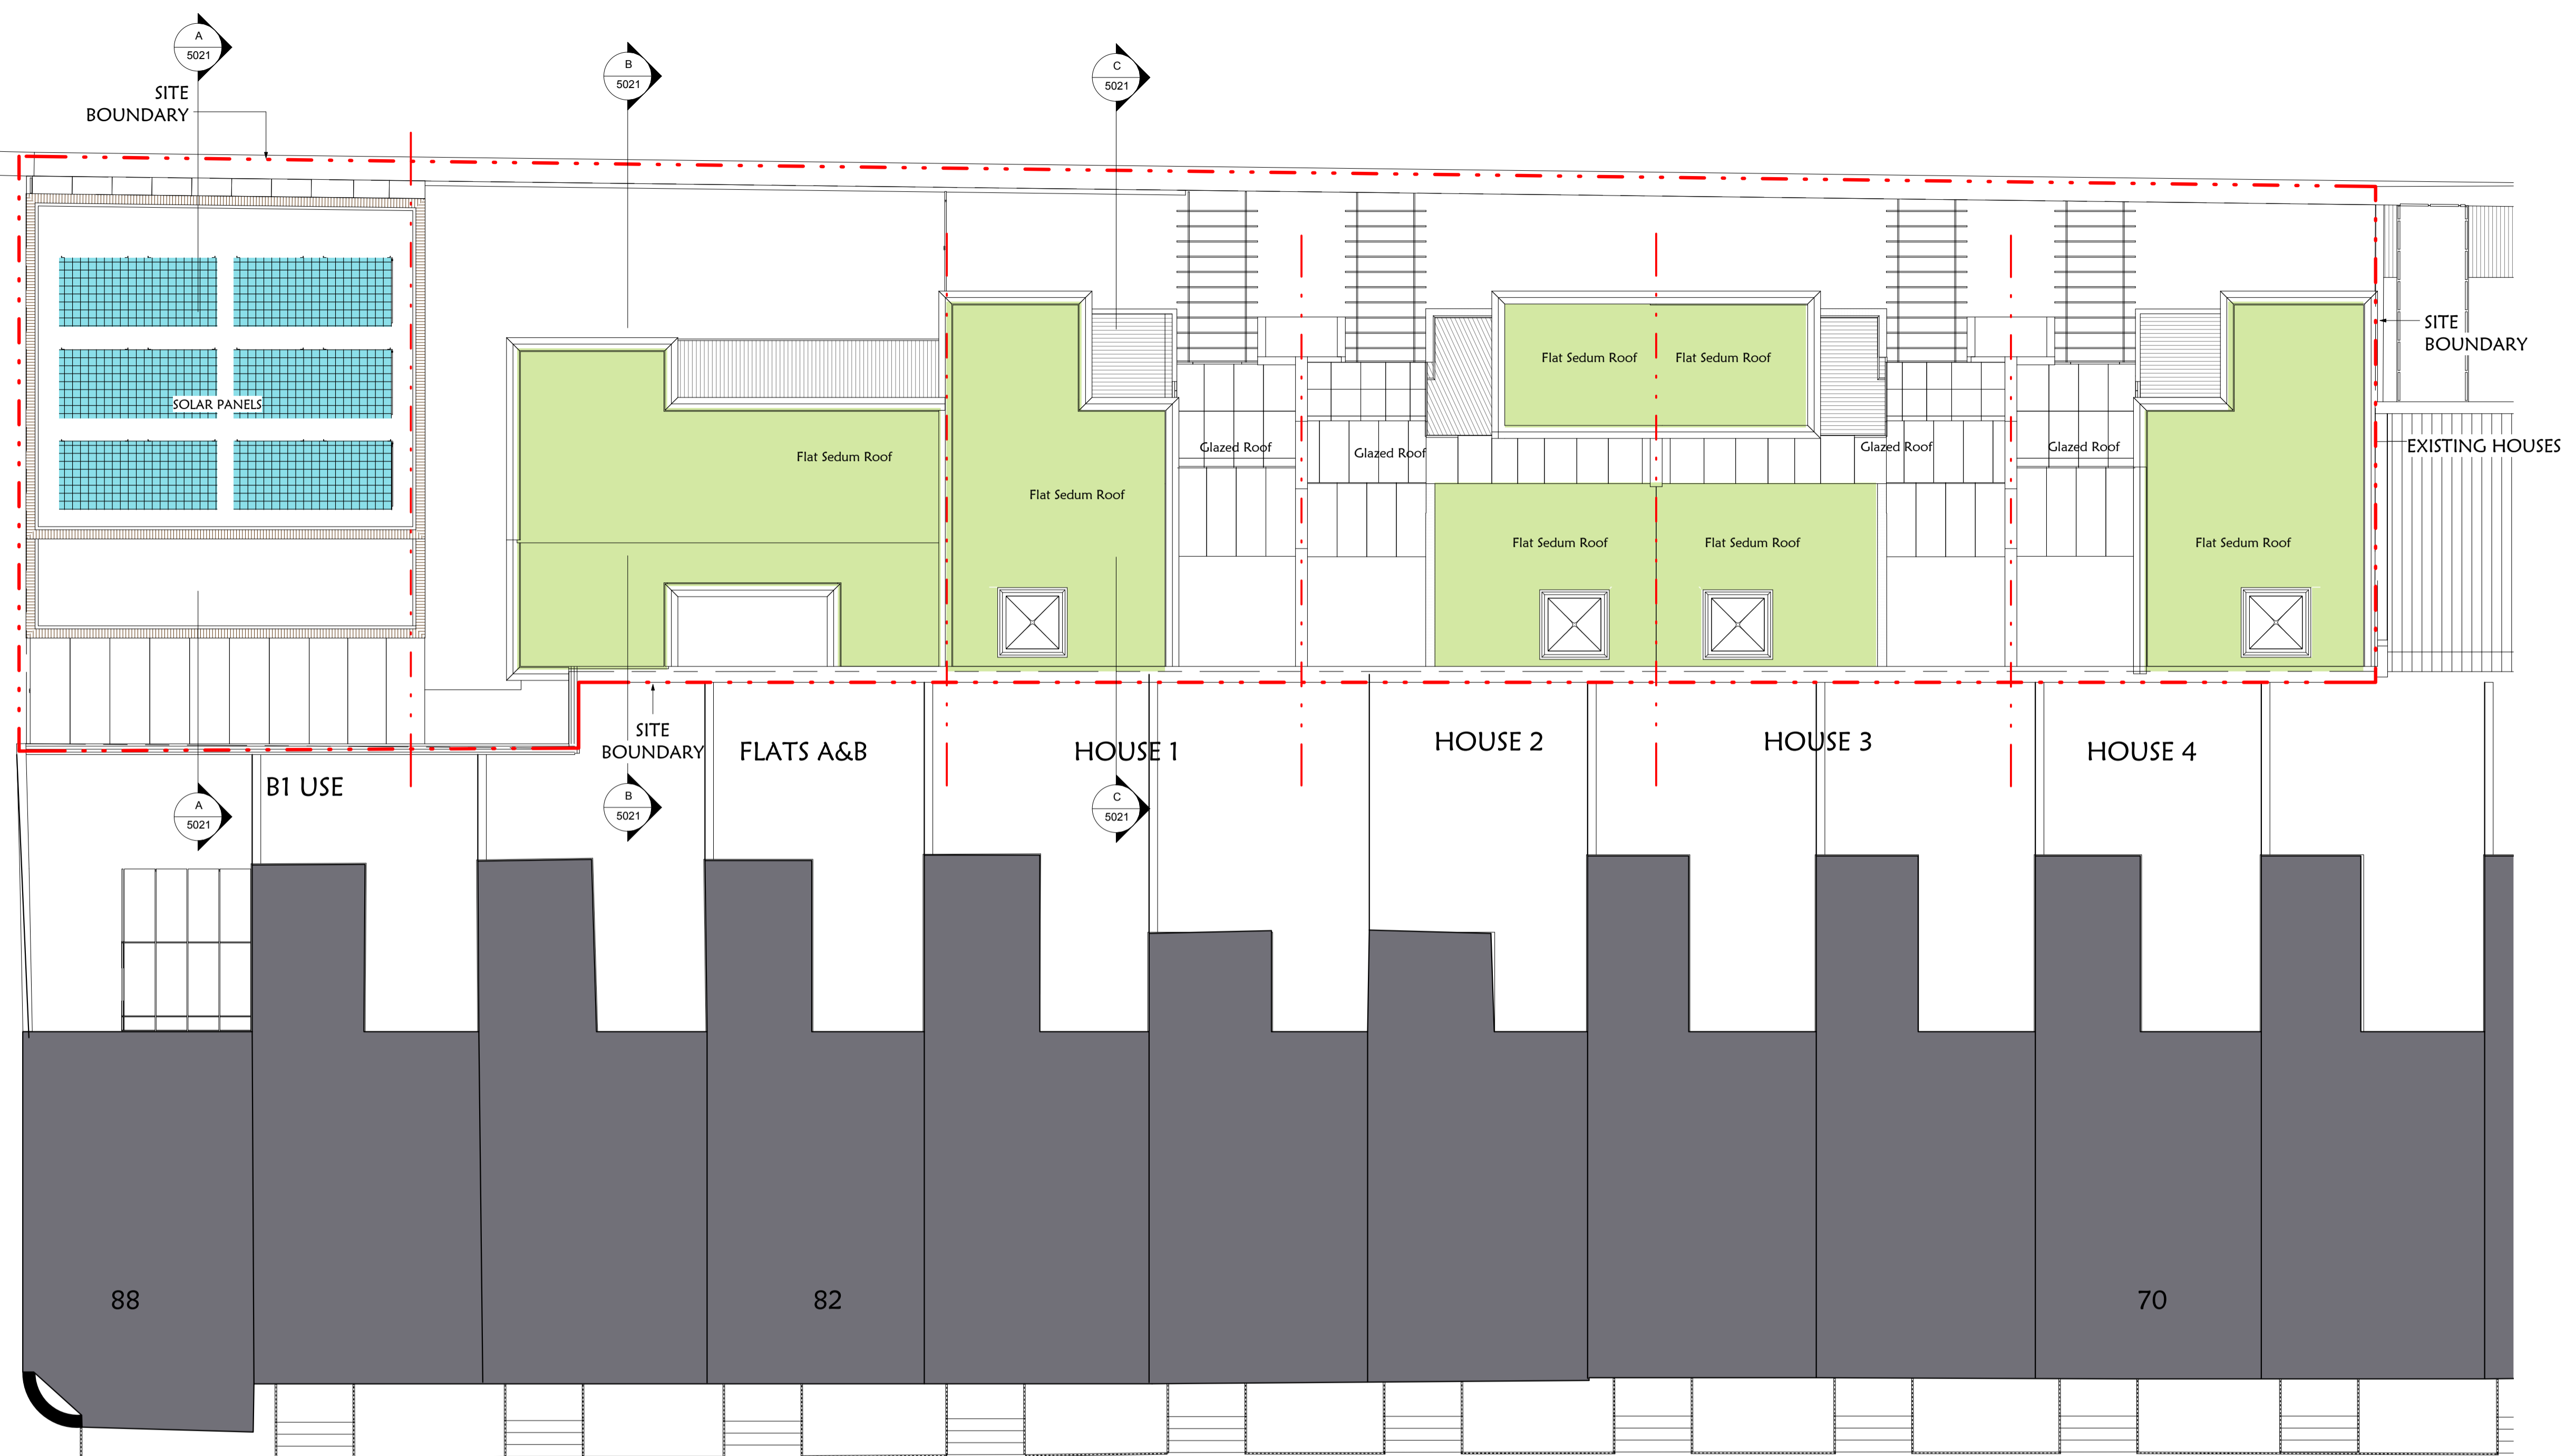 A
5021
B
5021
C
5021
SITE
BOUNDARY
SOLAR PANELS
Flat Sedum Roof
Flat Sedum Roof
Glazed Roof
Glazed Roof
Flat Sedum Roof
Flat Sedum Roof
Flat Sedum Roof
Flat Sedum Roof
Glazed Roof
Glazed Roof
Flat Sedum Roof
SITE
BOUNDARY
EXISTING HOUSES
SITE
BOUNDARY
B1 USE
FLATS A&B
HOUSE 1
HOUSE 2
HOUSE 3
HOUSE 4
A
5021
B
5021
C
5021
88
82
70